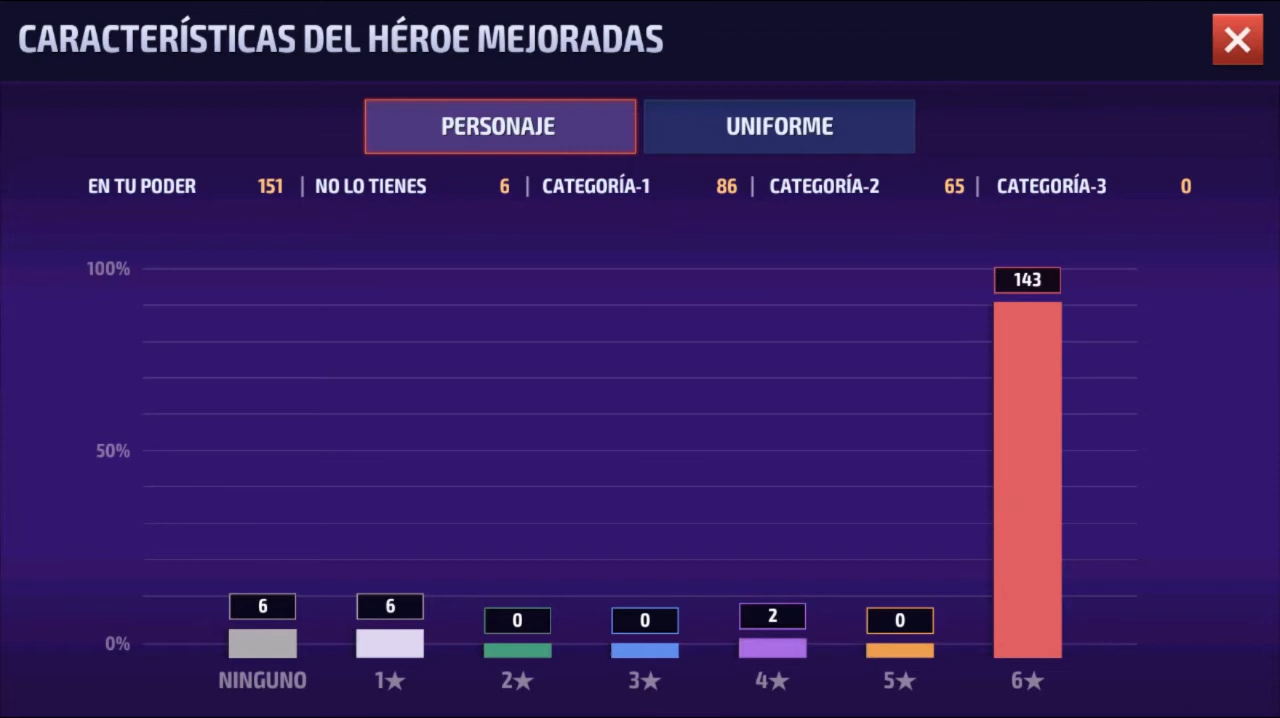 CARACTERÍSTICAS DEL HÉROE MEJORADAS
PERSONAJE UNIFORME
EN TU PODER 151 | NO LO TIENES 6 | CATEGORÍA-1 86 | CATEGORÍA-2 65 | CATEGORÍA-3 0
100%
143
50%
6 6 0 0 2 0
0%
NINGUNO 1★ 2★ 3★ 4★ 5★ 6★